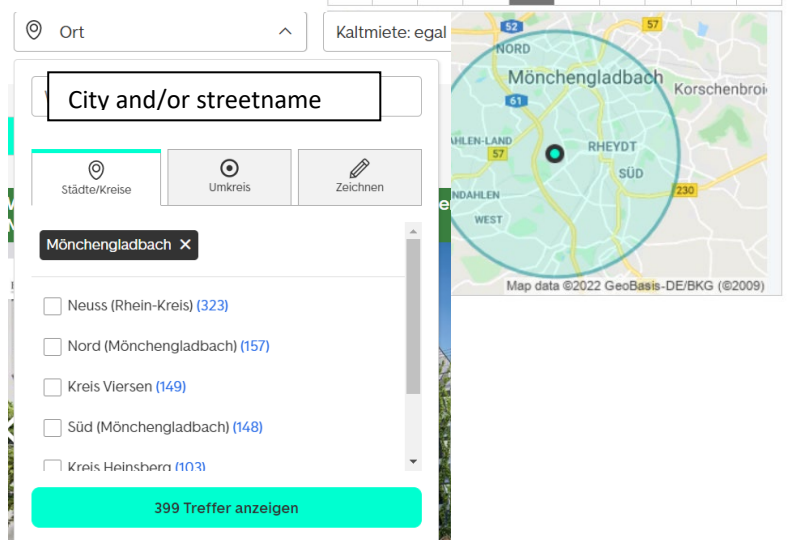 Ort
Kaltmiete: egal
City and/or streetname
Städte/Kreise
Umkreis
Zeichnen
Mönchengladbach ×
Neuss (Rhein-Kreis) (323)
Nord (Mönchengladbach) (157)
Kreis Viersen (149)
Süd (Mönchengladbach) (148)
Kreis Heinsberg (103)
399 Treffer anzeigen
52
57
NORD
Mönchengladbach
61
Korschenbroi
HLEN-LAND
57
RHEYDT
SÜD
230
NDAHLEN
WEST
Map data ©2022 GeoBasis-DE/BKG (©2009)